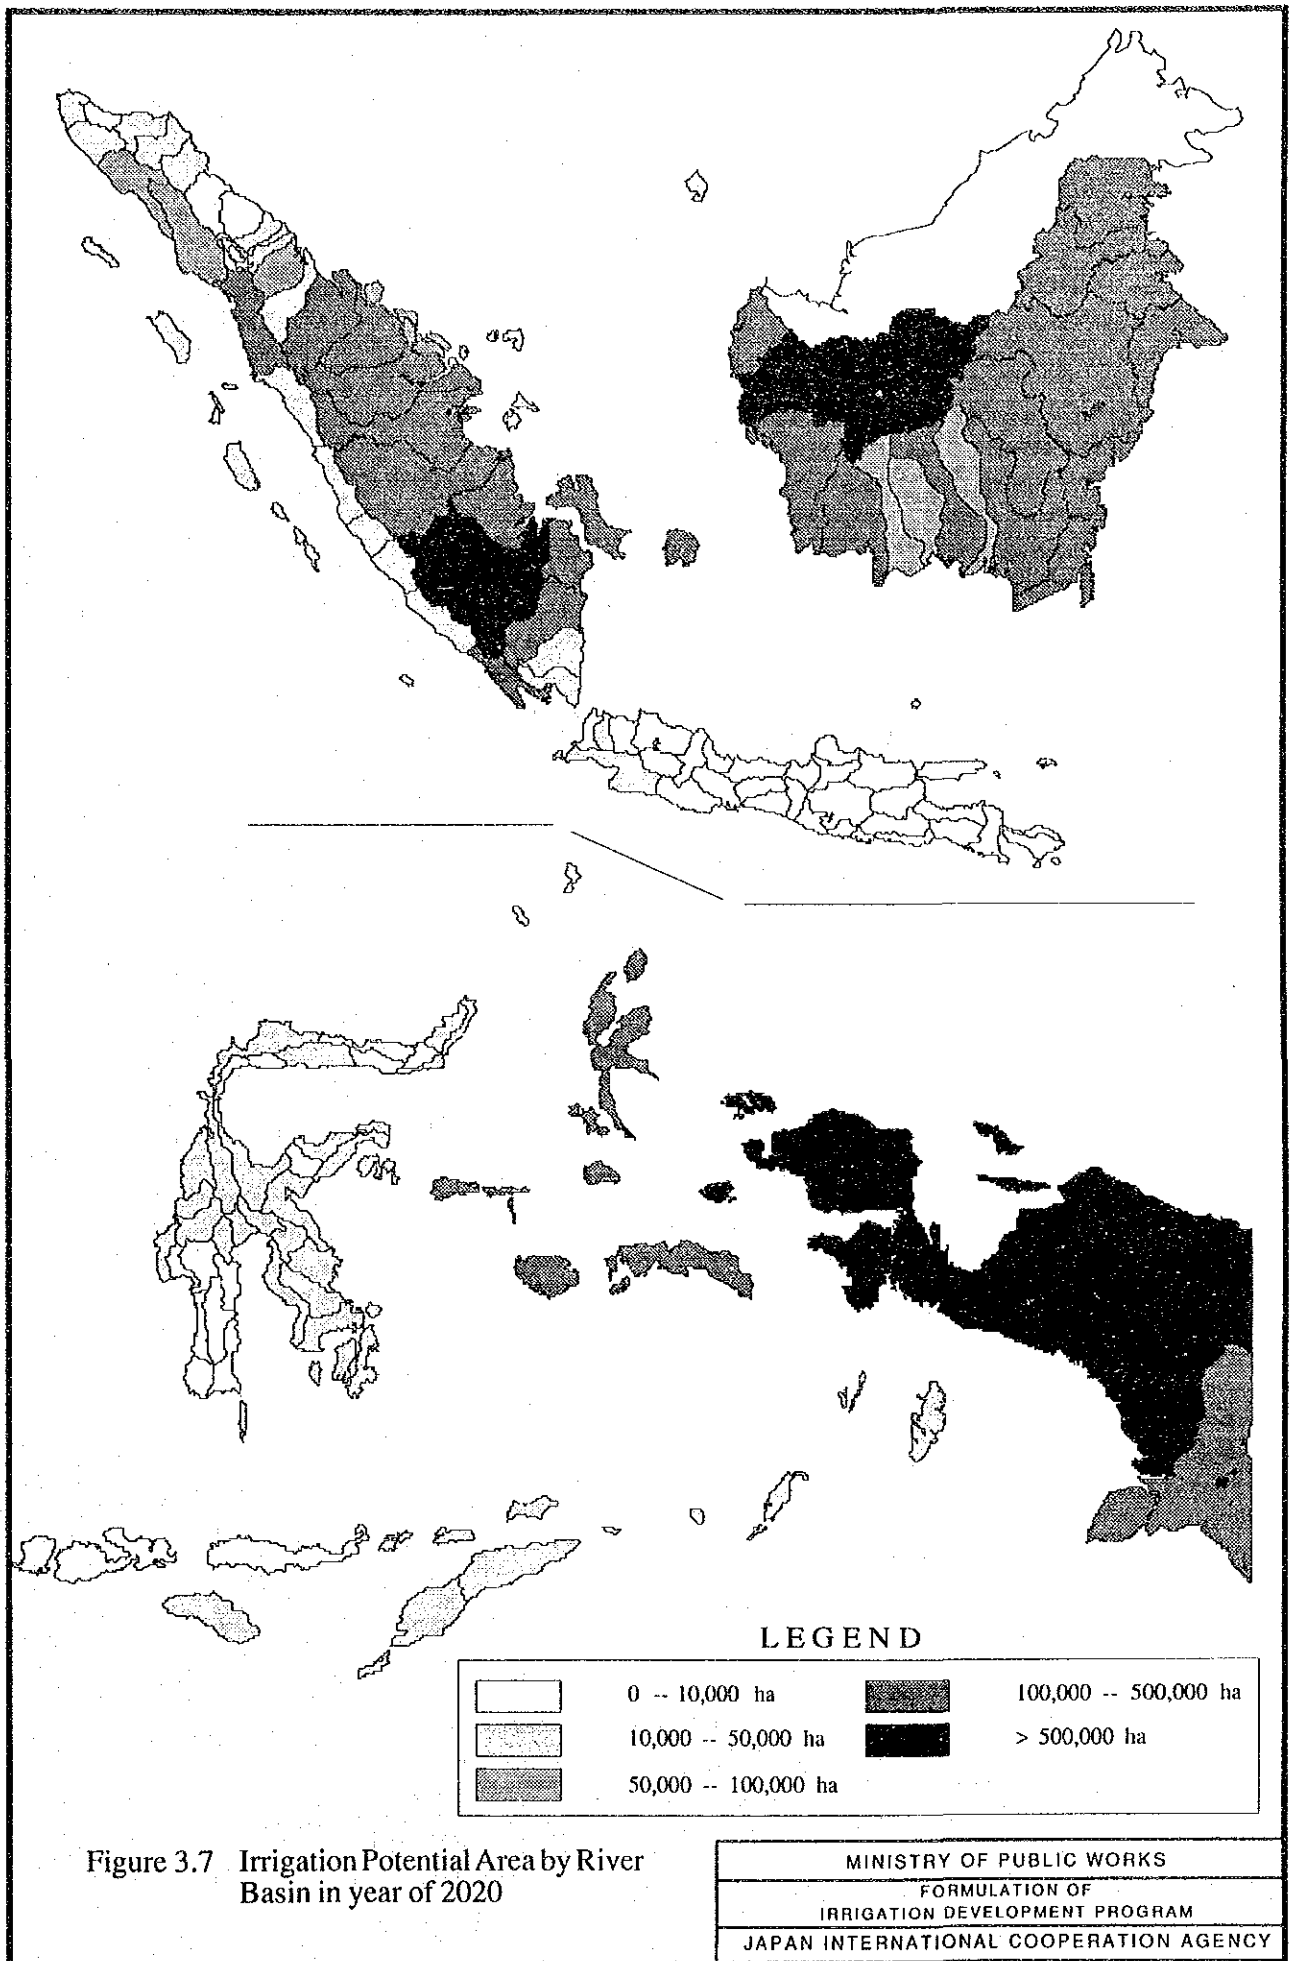 LEGEND
0 -- 10,000 ha
100,000 -- 500,000 ha
10,000 -- 50,000 ha
> 500,000 ha
50,000 -- 100,000 ha
Figure 3.7 Irrigation Potential Area by River
Basin in year of 2020
MINISTRY OF PUBLIC WORKS
FORMULATION OF
IRRIGATION DEVELOPMENT PROGRAM
JAPAN INTERNATIONAL COOPERATION AGENCY